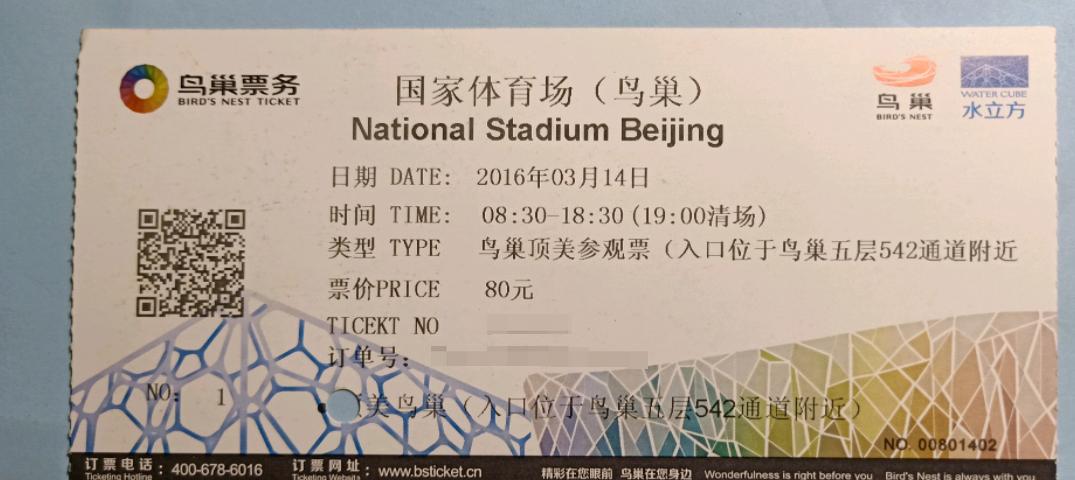 鸟巢票务
BIRD'S NEST TICKET
国家体育场（鸟巢）
National Stadium Beijing
鸟巢
BIRD'S NEST
WATER CUBE
水立方
日期 DATE: 2016年03月14日
时间 TIME: 08:30-18:30(19:00清场)
类型 TYPE 鸟巢顶美参观票（入口位于鸟巢五层542通道附近
票价PRICE 80元
TICEKT NO
订单号:
NO: 1
美鸟巢（入口位于鸟巢五层542通道附近）
NO. 00801402
订票电话：400-678-6016
Ticketing Hotline
订票网址：www.bsticket.cn
Ticketing Website
精彩在您眼前 鸟巢在您身边 Wonderfulness is right before you Bird's Nest is always with you